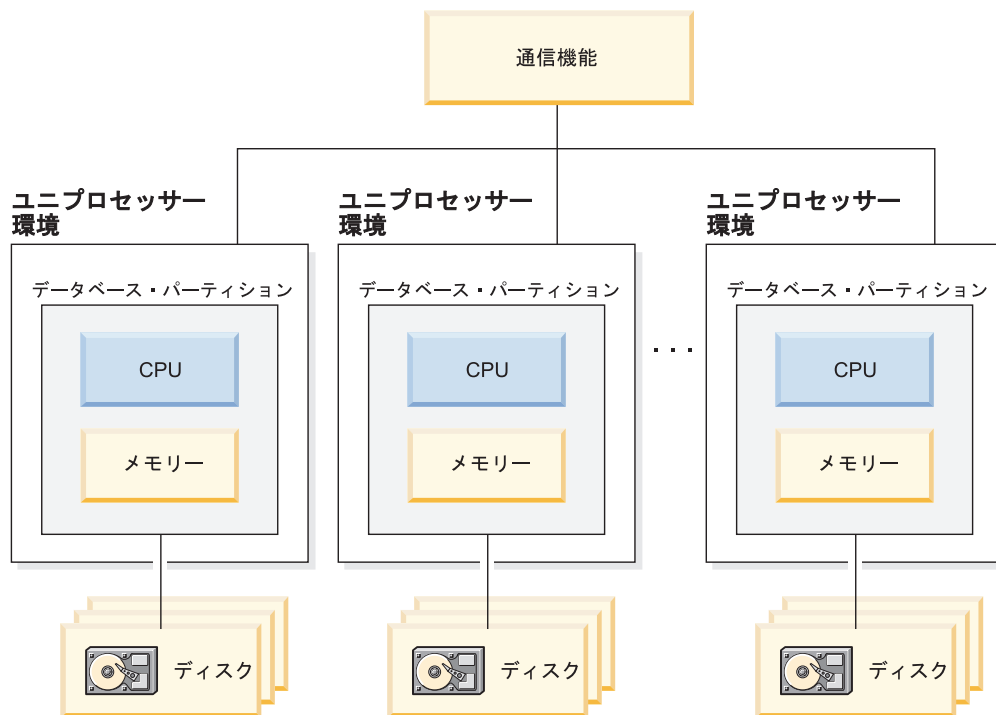 通信機能
ユニプロセッサー
環境
ユニプロセッサー
環境
ユニプロセッサー
環境
データベース・パーティション
データベース・パーティション
データベース・パーティション
CPU
CPU
CPU
. . .
メモリー
メモリー
メモリー
ディスク
ディスク
ディスク